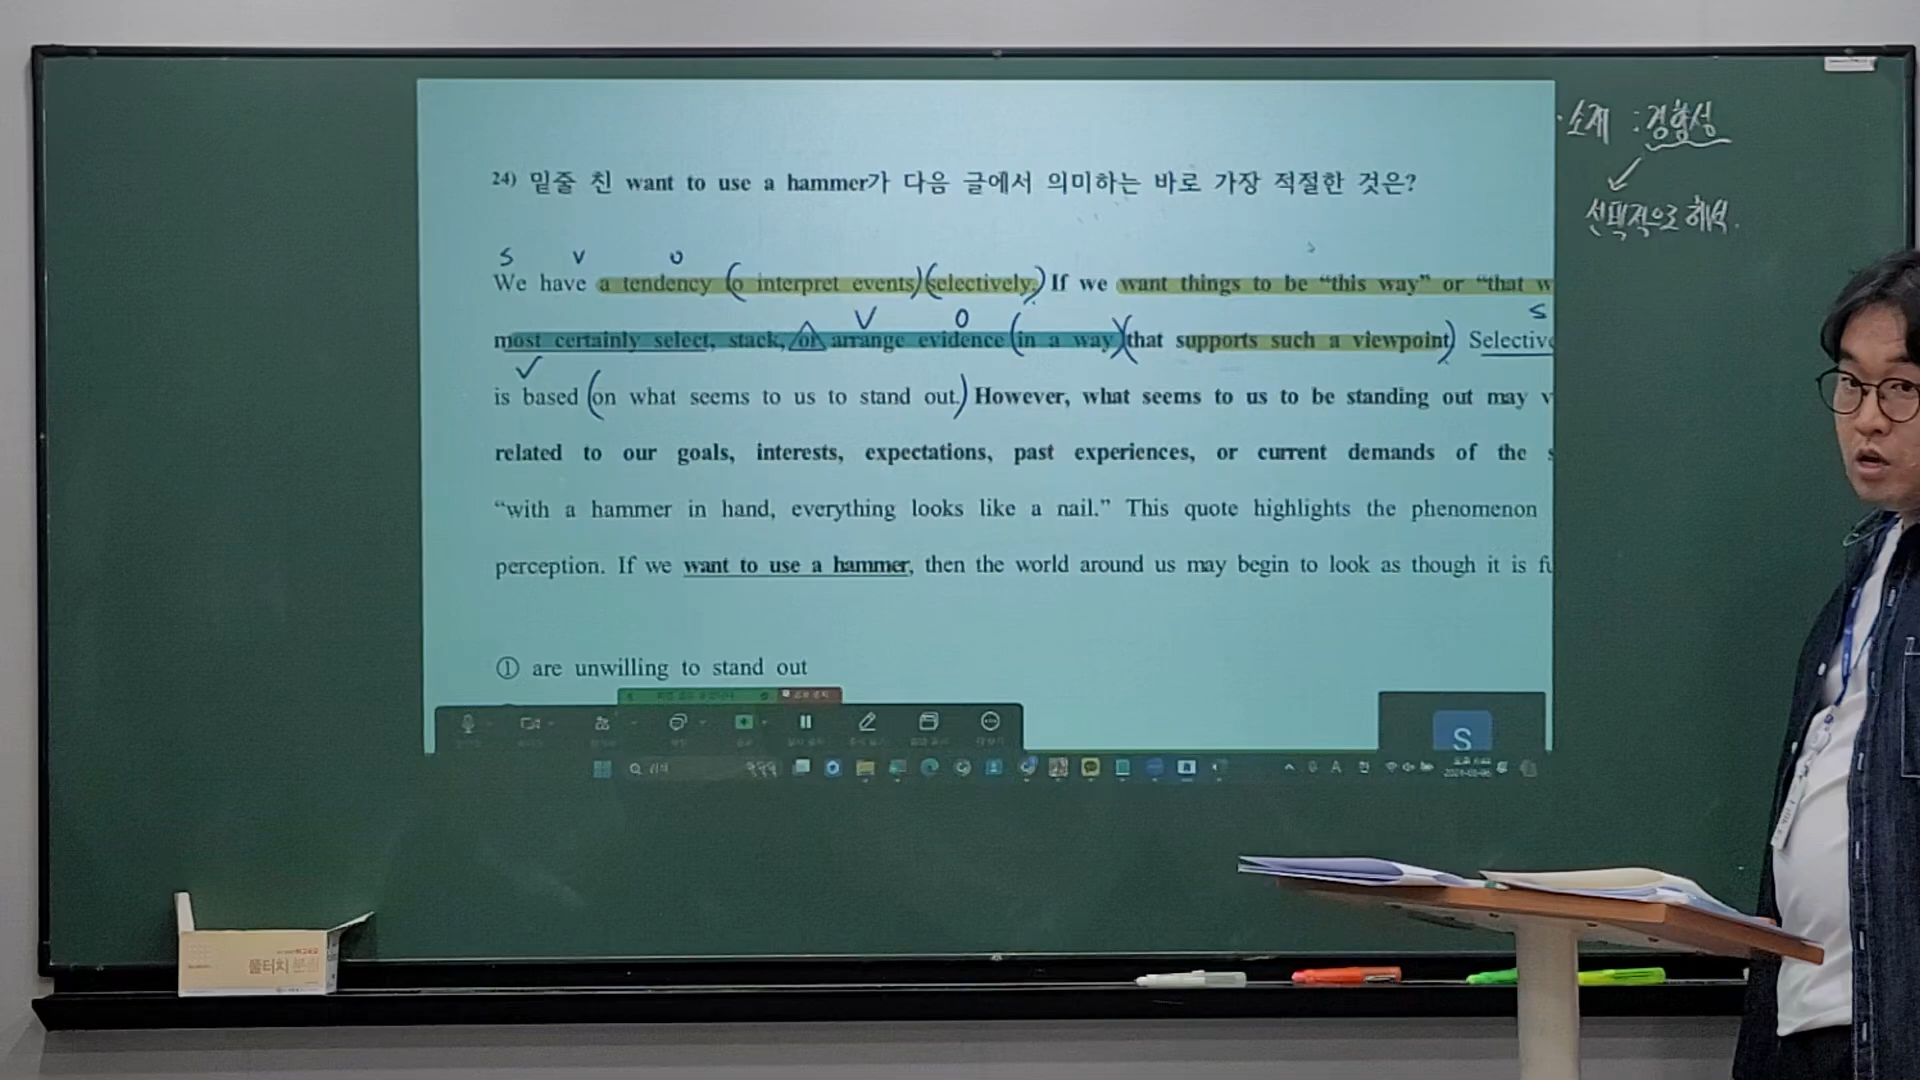 24) 밑줄 친 want to use a hammer가 다음 글에서 의미하는 바로 가장 적절한 것은?
S V O
We have a tendency (to interpret events)(selectively.) If we want things to be “this way” or “that w
V O S
most certainly select, stack, or arrange evidence (in a way)(that supports such a viewpoint) Selective
V
is based (on what seems to us to stand out.) However, what seems to us to be standing out may v
related to our goals, interests, expectations, past experiences, or current demands of the s
“with a hammer in hand, everything looks like a nail.” This quote highlights the phenomenon
perception. If we want to use a hammer, then the world around us may begin to look as though it is fu
① are unwilling to stand out
· 소재 : 경향성
선택적으로 해석.
S
검색
물터치